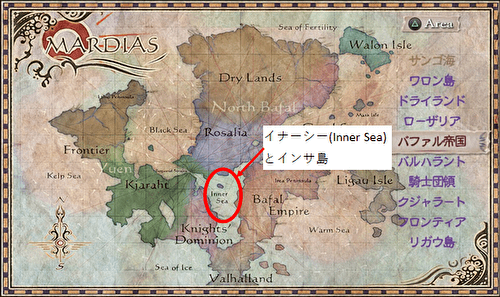 MARDIAS
Sea of Fertility
Area
Walon Isle
サンゴ海
Dry Lands
ワロン島
ドライランド
North Bafal
ローザリア
Black Sea
Rosalia
イナーシー(Inner Sea)
とインサ島
バファル帝国
Frontier
バルハラント
Yuen
Kelp Sea
Kjaraht
Inner
Sea
Ligau Isle
騎士団領
Bafal
Empire
クジャラート
Knights'
Dominion
Warm Sea
フロンティア
リガウ島
Sea of Ice
Valhalland